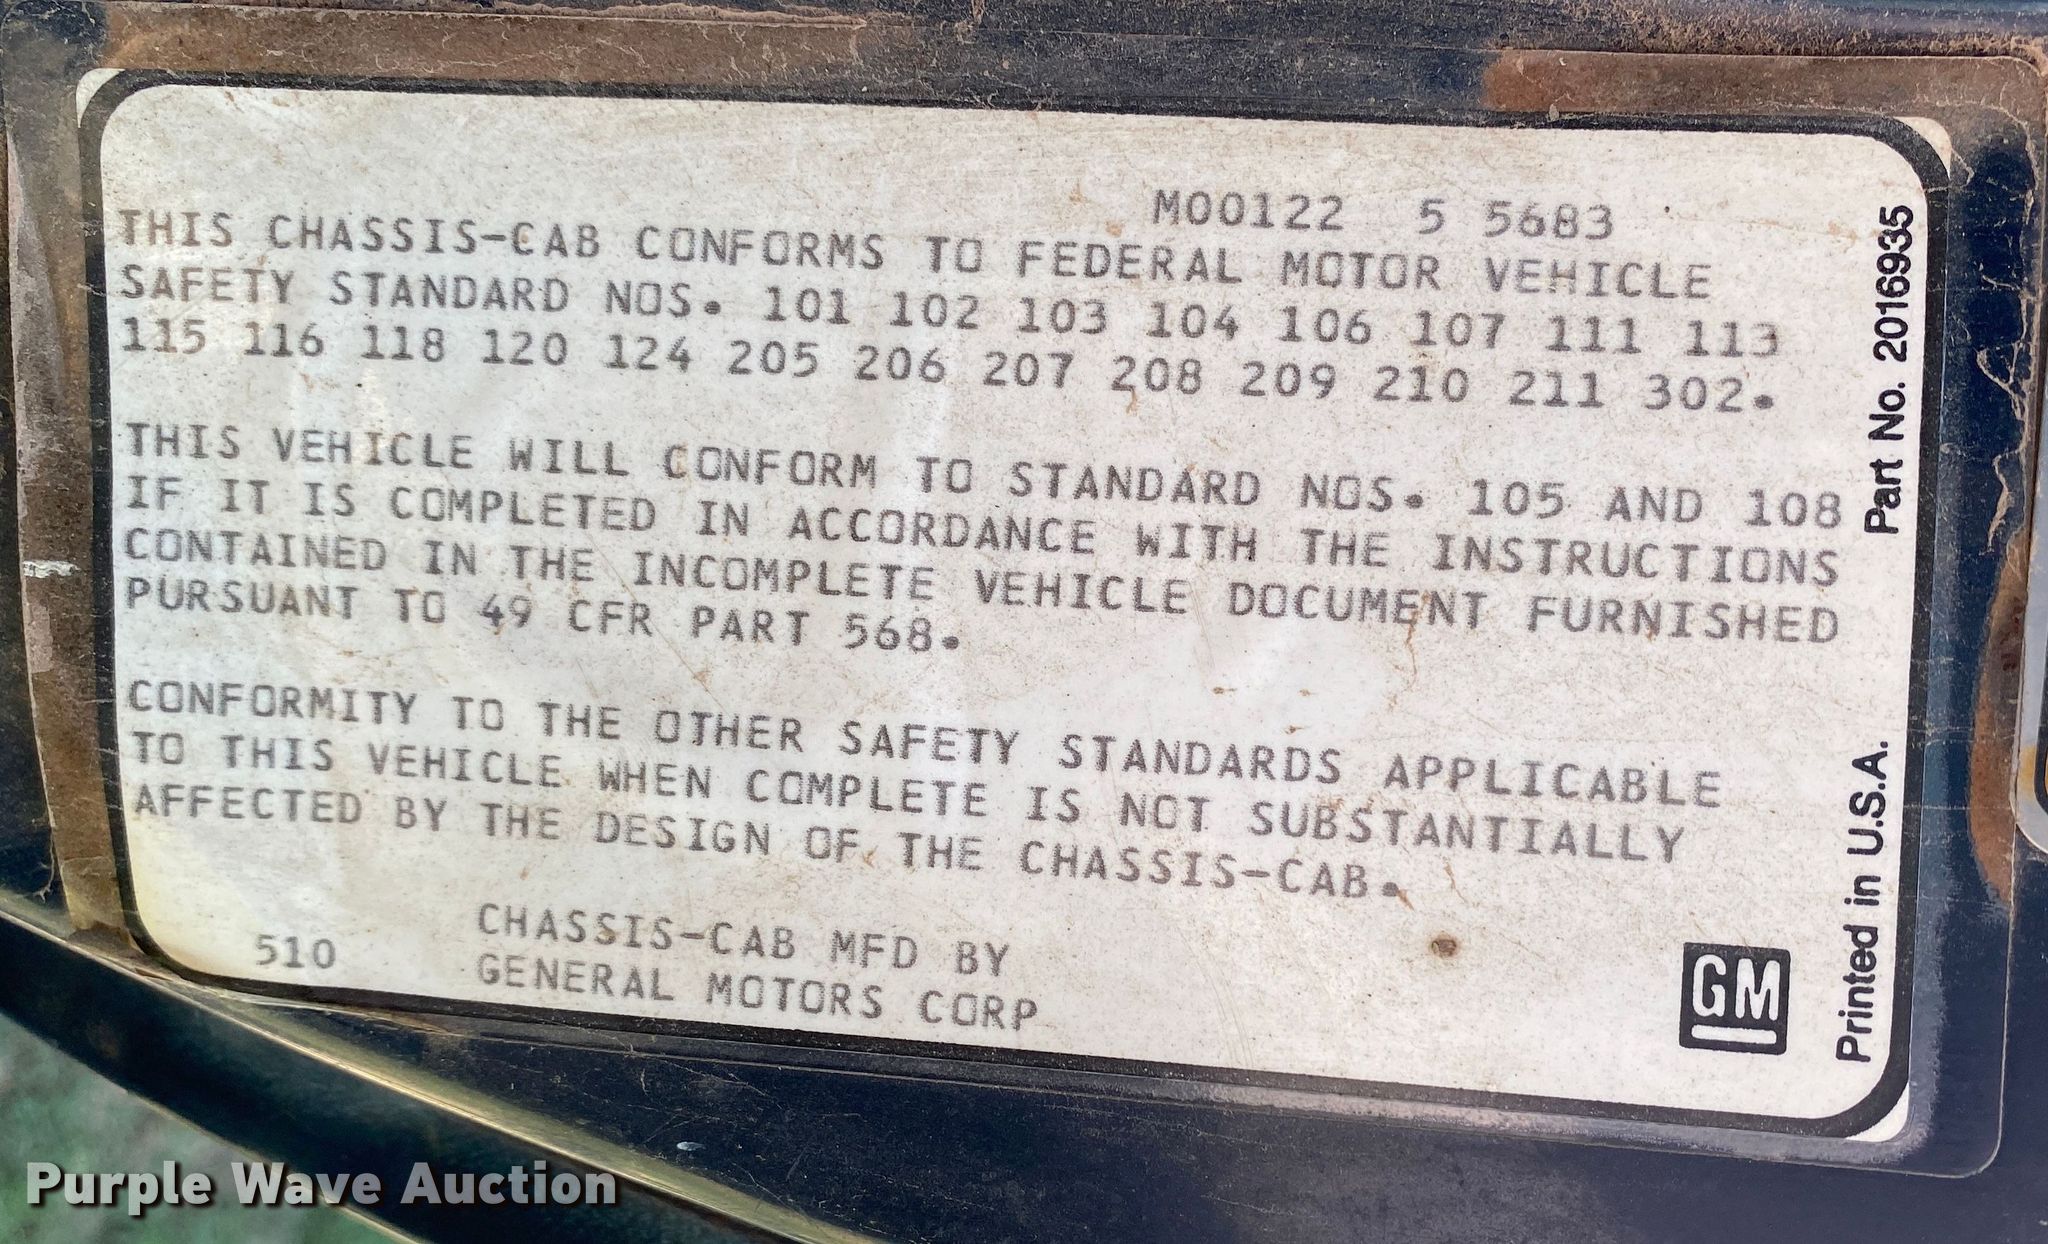 M00122 5 5683
THIS CHASSIS-CAB CONFORMS TO FEDERAL MOTOR VEHICLE
SAFETY STANDARD NOS. 101 102 103 104 106 107 111 113
115 116 118 120 124 205 206 207 208 209 210 211 302.
THIS VEHICLE WILL CONFORM TO STANDARD NOS. 105 AND 108
IF IT IS COMPLETED IN ACCORDANCE WITH THE INSTRUCTIONS
CONTAINED IN THE INCOMPLETE VEHICLE DOCUMENT FURNISHED
PURSUANT TO 49 CFR PART 568.
CONFORMITY TO THE OTHER SAFETY STANDARDS APPLICABLE
TO THIS VEHICLE WHEN COMPLETE IS NOT SUBSTANTIALLY
AFFECTED BY THE DESIGN OF THE CHASSIS-CAB.
510
CHASSIS-CAB MFD BY
GENERAL MOTORS CORP
GM
Part No. 2016935
Printed in U.S.A.
Purple Wave Auction